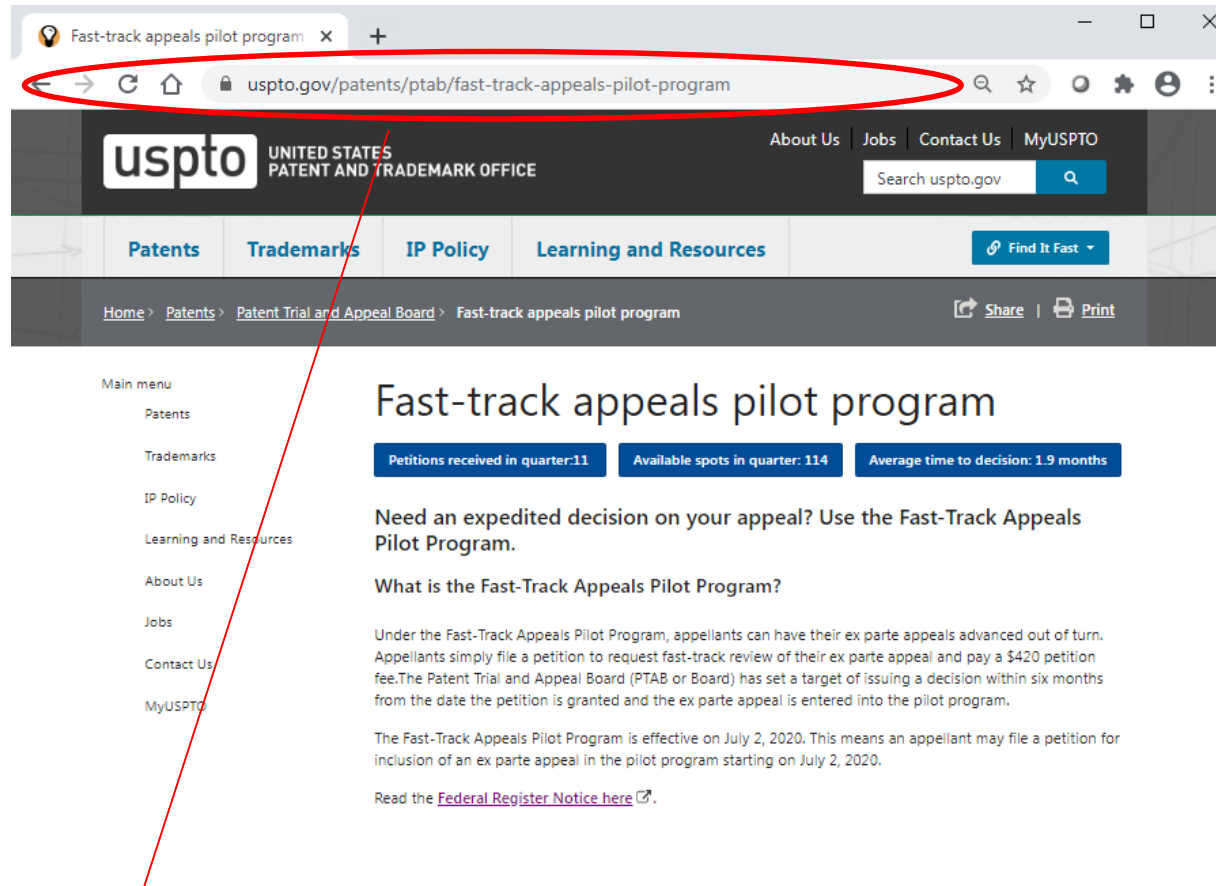 Fast-track appeals pilot program
uspto.gov/patents/ptab/fast-track-appeals-pilot-program
About Us Jobs Contact Us MyUSPTO
uspto UNITED STATES
PATENT AND TRADEMARK OFFICE
Search uspto.gov
Patents Trademarks IP Policy Learning and Resources Find It Fast
Home > Patents > Patent Trial and Appeal Board > Fast-track appeals pilot program Share | Print
Main menu
Patents
Trademarks
IP Policy
Learning and Resources
About Us
Jobs
Contact Us
MyUSPTO
Fast-track appeals pilot program
Petitions received in quarter:11 Available spots in quarter: 114 Average time to decision: 1.9 months
Need an expedited decision on your appeal? Use the Fast-Track Appeals
Pilot Program.
What is the Fast-Track Appeals Pilot Program?
Under the Fast-Track Appeals Pilot Program, appellants can have their ex parte appeals advanced out of turn.
Appellants simply file a petition to request fast-track review of their ex parte appeal and pay a $420 petition
fee.The Patent Trial and Appeal Board (PTAB or Board) has set a target of issuing a decision within six months
from the date the petition is granted and the ex parte appeal is entered into the pilot program.
The Fast-Track Appeals Pilot Program is effective on July 2, 2020. This means an appellant may file a petition for
inclusion of an ex parte appeal in the pilot program starting on July 2, 2020.
Read the Federal Register Notice here.